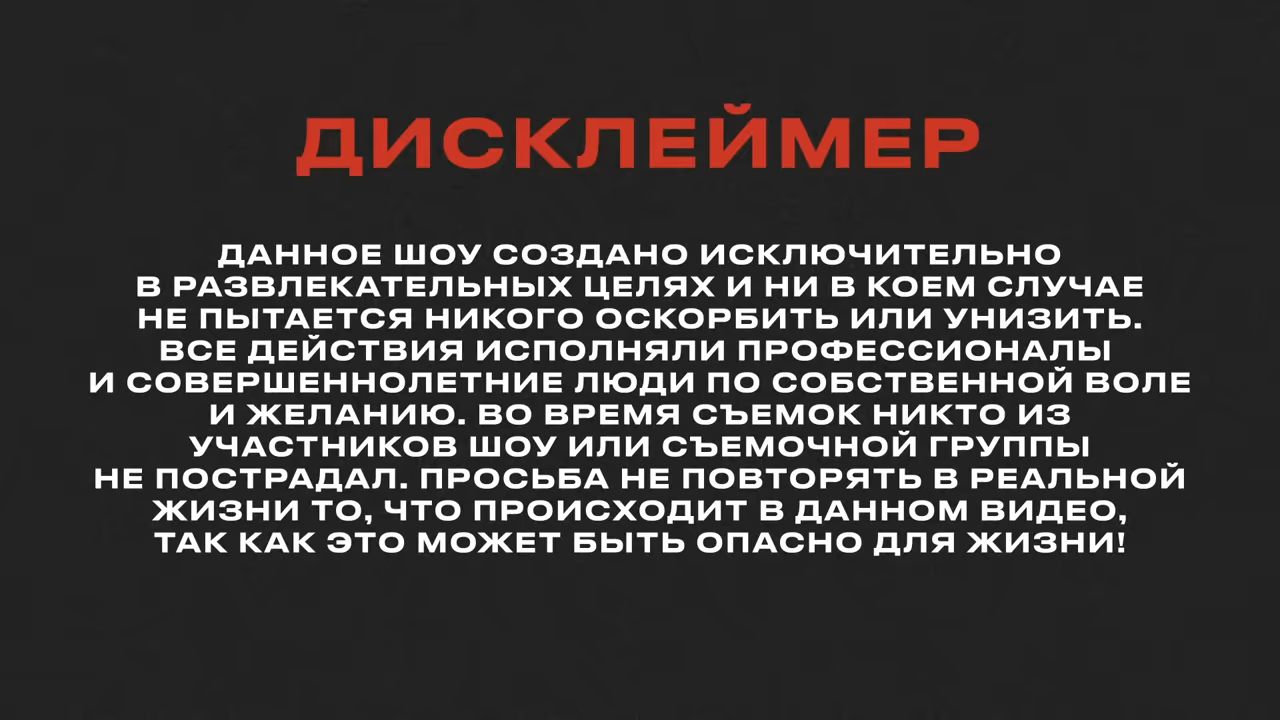 ДИСКЛЕЙМЕР
ДАННОЕ ШОУ СОЗДАНО ИСКЛЮЧИТЕЛЬНО
В РАЗВЛЕКАТЕЛЬНЫХ ЦЕЛЯХ И НИ В КОЕМ СЛУЧАЕ
НЕ ПЫТАЕТСЯ НИКОГО ОСКОРБИТЬ ИЛИ УНИЗИТЬ.
ВСЕ ДЕЙСТВИЯ ИСПОЛНЯЛИ ПРОФЕССИОНАЛЫ
И СОВЕРШЕННОЛЕТНИЕ ЛЮДИ ПО СОБСТВЕННОЙ ВОЛЕ
И ЖЕЛАНИЮ. ВО ВРЕМЯ СЪЕМОК НИКТО ИЗ
УЧАСТНИКОВ ШОУ ИЛИ СЪЕМОЧНОЙ ГРУППЫ
НЕ ПОСТРАДАЛ. ПРОСЬБА НЕ ПОВТОРЯТЬ В РЕАЛЬНОЙ
ЖИЗНИ ТО, ЧТО ПРОИСХОДИТ В ДАННОМ ВИДЕО,
ТАК КАК ЭТО МОЖЕТ БЫТЬ ОПАСНО ДЛЯ ЖИЗНИ!